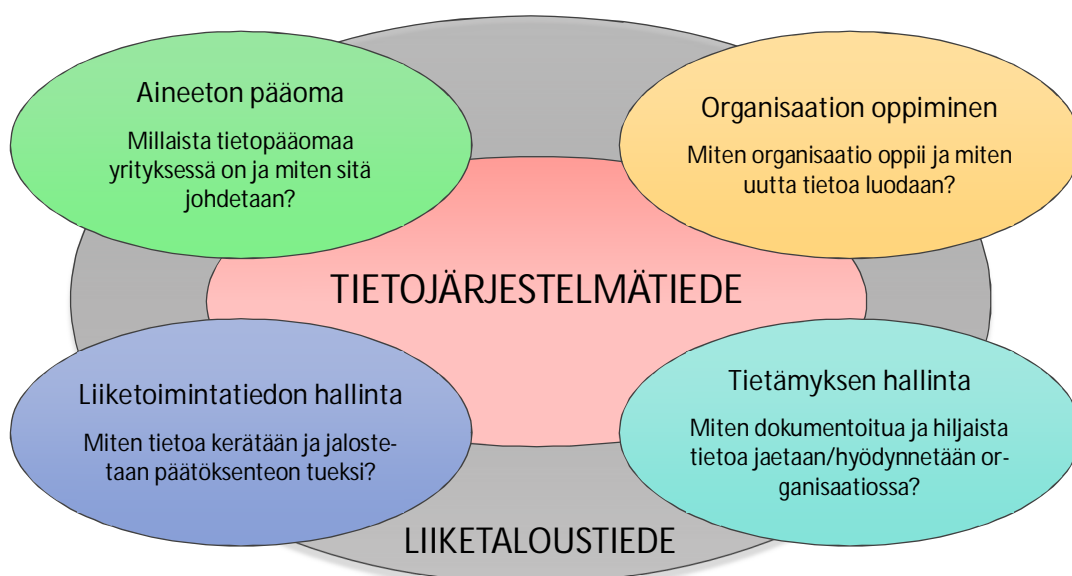 Aineeton pääoma
Millaista tietopääomaa
yrityksessä on ja miten sitä
johdetaan?
Organisaation oppiminen
Miten organisaatio oppii ja miten
uutta tietoa luodaan?
TIETOJÄRJESTELMÄTIEDE
Liiketoimintatiedon hallinta
Miten tietoa kerätään ja jaloste-
taan päätöksenteon tueksi?
Tietämyksen hallinta
Miten dokumentoitua ja hiljaista
tietoa jaetaan/hyödynnetään or-
ganisaatiossa?
LIIKETALOUSTIEDE